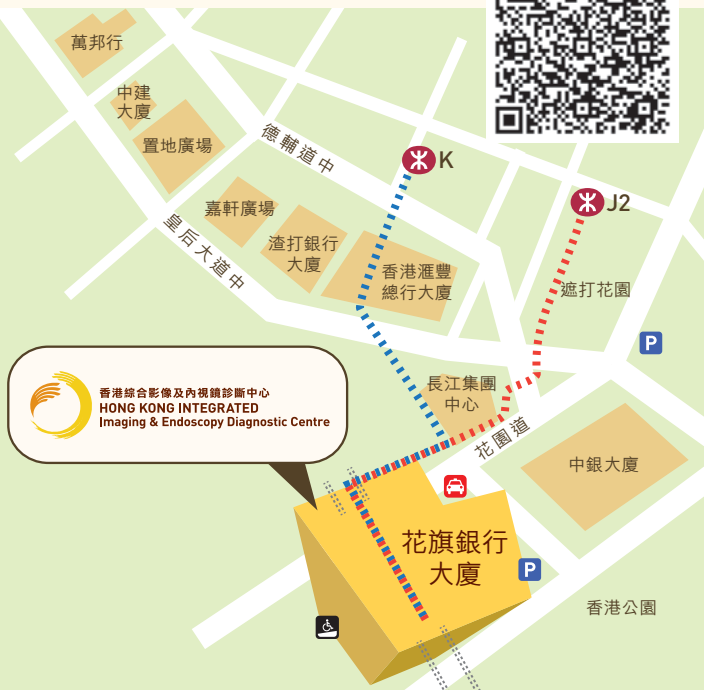 萬邦行
中建
大廈
置地廣場
德輔道中
K
J2
嘉軒廣場
皇后大道中
渣打銀行
大廈
香港滙豐
總行大廈
遮打花園
P
香港綜合影像及內視鏡診斷中心
HONG KONG INTEGRATED
Imaging & Endoscopy Diagnostic Centre
長江集團
中心
花園道
中銀大廈
花旗銀行
大廈
P
香港公園